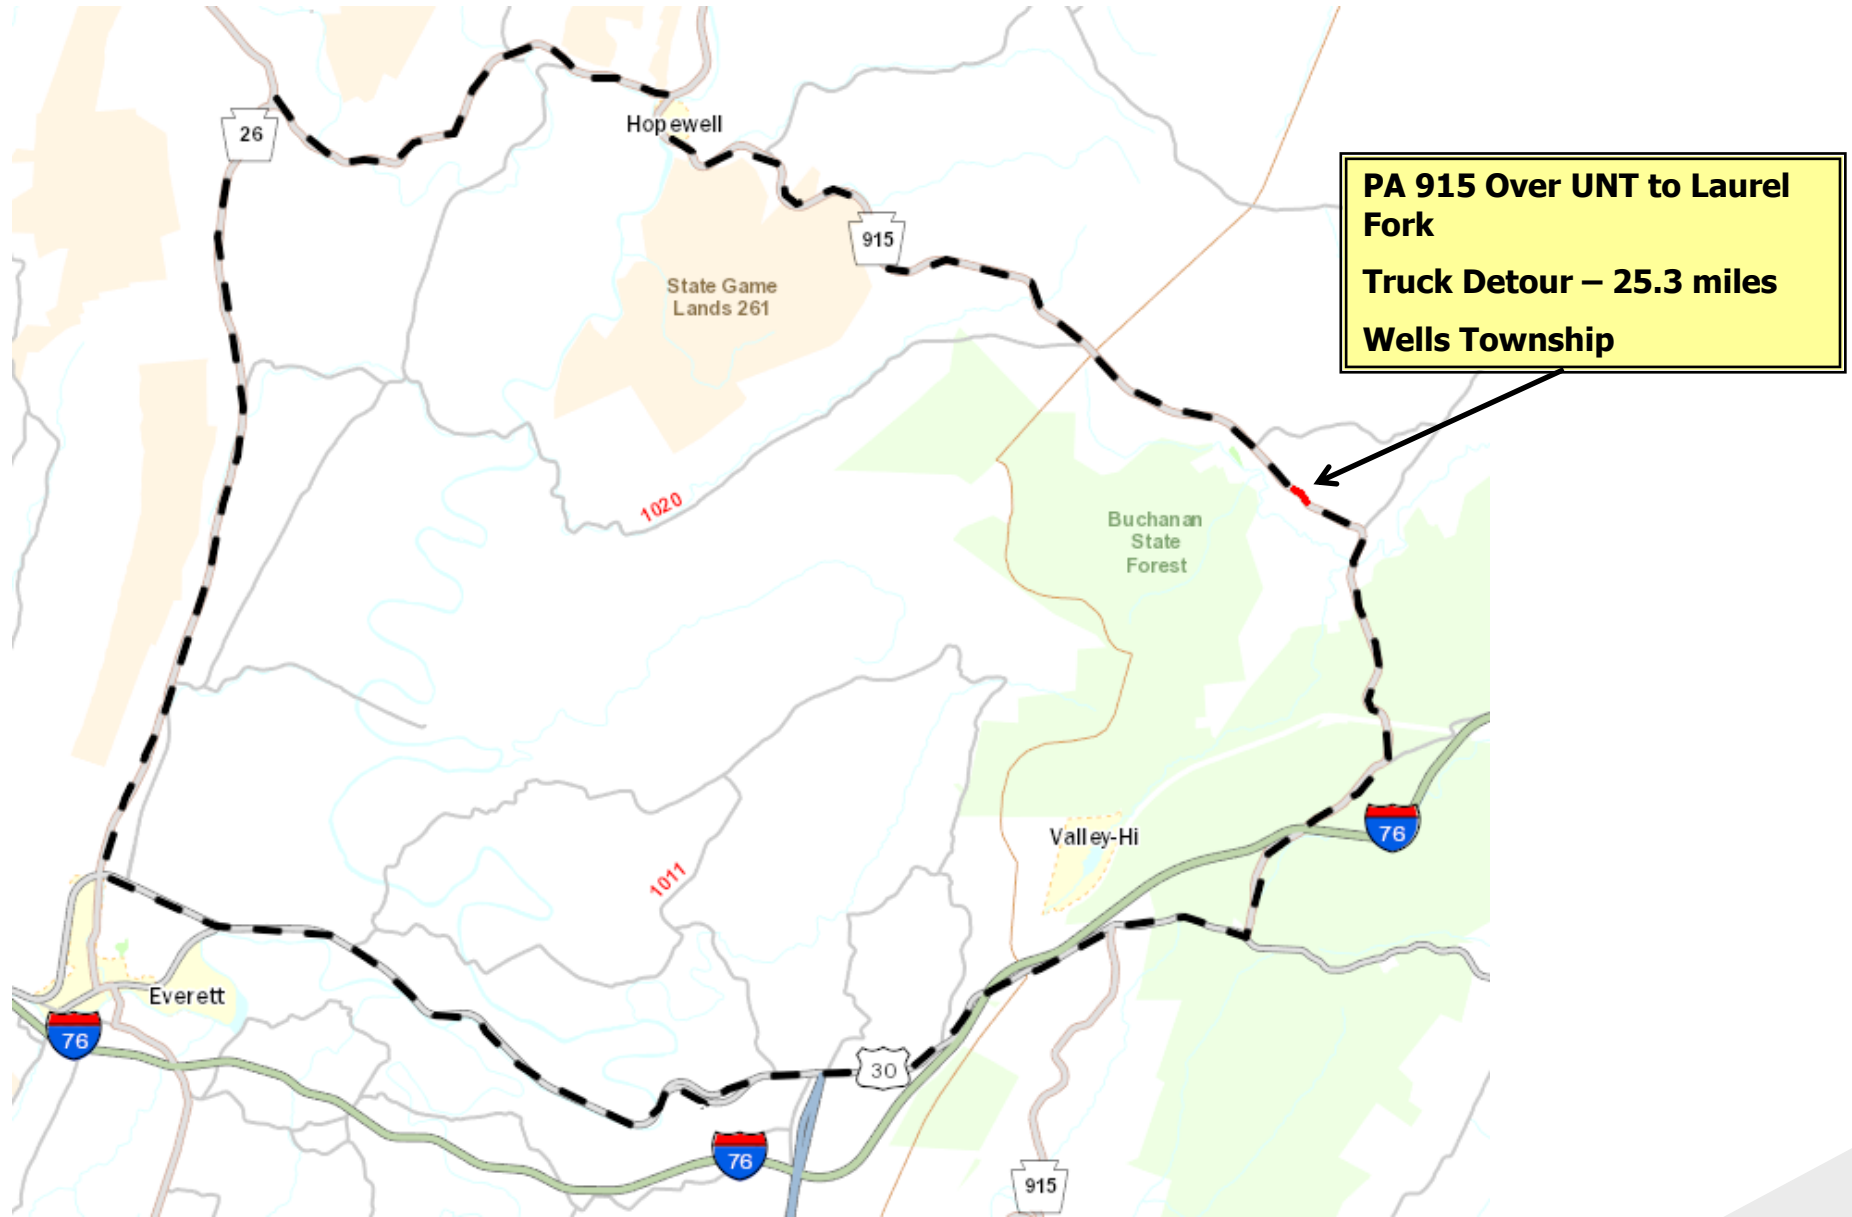 26
Hopewell
PA 915 Over UNT to Laurel
Fork
Truck Detour – 25.3 miles
Wells Township
915
State Game
Lands 261
1020
Buchanan
State
Forest
76
Valley-Hi
1011
Everett
76
30
76
915